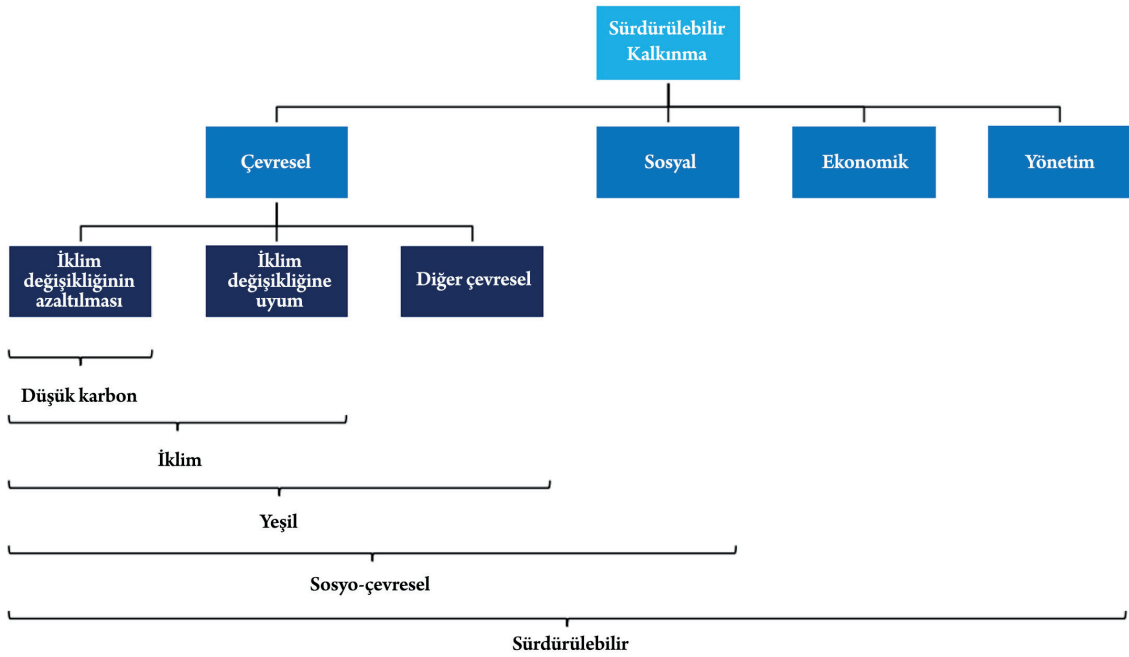 Sürdürülebilir
Kalkınma
Çevresel
Sosyal
Ekonomik
Yönetim
İklim
değişikliğinin
azaltılması
İklim
değişikliğine
uyum
Diğer çevresel
Düşük karbon
İklim
Yeşil
Sosyo-çevresel
Sürdürülebilir